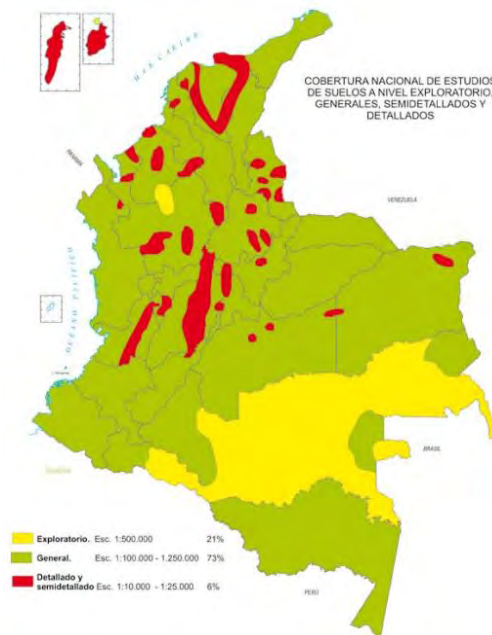 MAR CARIBE
COBERTURA NACIONAL DE ESTUDIOS
DE SUELOS A NIVEL EXPLORATORIO,
GENERALES, SEMIDETALLADOS Y
DETALLADOS
VENEZUELA
OCEANO PACIFICO
BRASIL
Exploratorio. Esc. 1:500.000 21%
General. Esc. 1:100.000 - 1.250.000 73%
Detallado y
semidetallado Esc. 1:10.000 - 1:25.000 6%
PERÚ